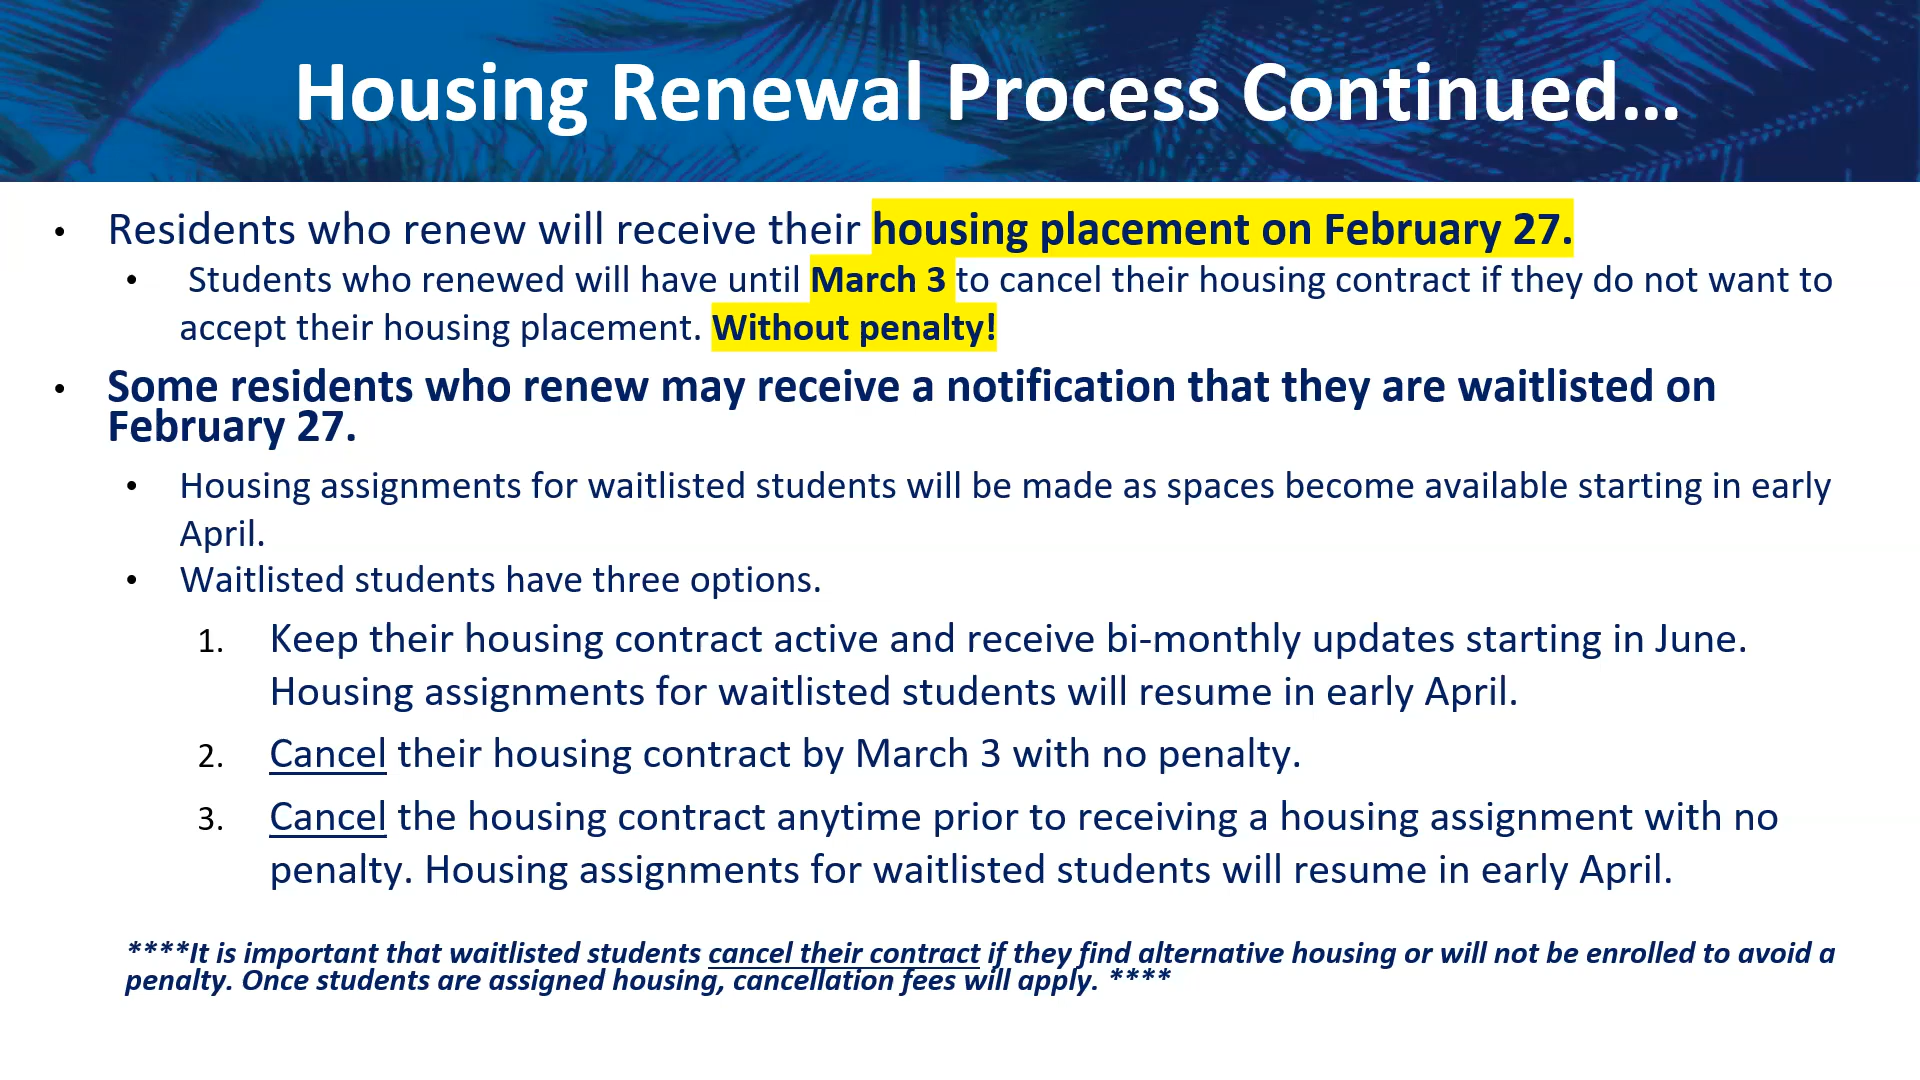 Housing Renewal Process Continued...
• Residents who renew will receive their housing placement on February 27.
• Students who renewed will have until March 3 to cancel their housing contract if they do not want to
accept their housing placement. Without penalty!
• Some residents who renew may receive a notification that they are waitlisted on
February 27.
• Housing assignments for waitlisted students will be made as spaces become available starting in early
April.
• Waitlisted students have three options.
1. Keep their housing contract active and receive bi-monthly updates starting in June.
Housing assignments for waitlisted students will resume in early April.
2. Cancel their housing contract by March 3 with no penalty.
3. Cancel the housing contract anytime prior to receiving a housing assignment with no
penalty. Housing assignments for waitlisted students will resume in early April.
****It is important that waitlisted students cancel their contract if they find alternative housing or will not be enrolled to avoid a
penalty. Once students are assigned housing, cancellation fees will apply. ****